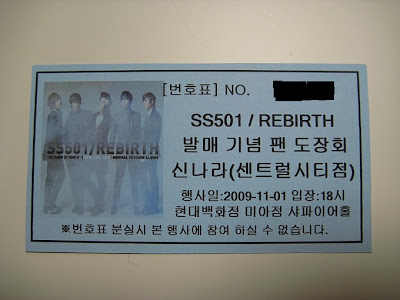 [번호표] NO.
SS501 / REBIRTH
발매 기념 팬 도장회
신나라(센트럴시티점)
행사일:2009-11-01 입장:18시
현대백화점 미아점 샤파이어홀
※번호표 분실시 본 행사에 참여 하실 수 없습니다.
SS501/REBIRTH